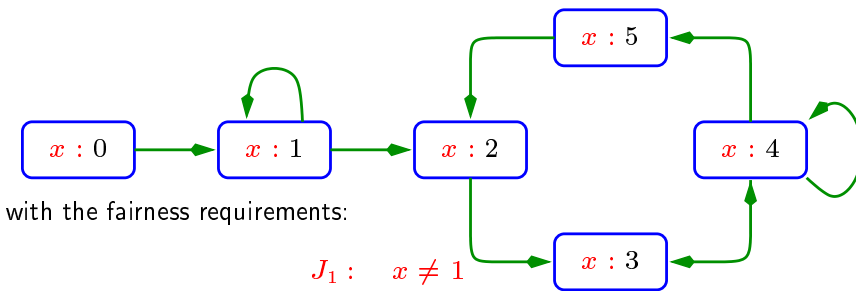 x : 5
x : 0
x : 1
x : 2
x : 4
with the fairness requirements:
x : 3
J₁ : x ≠ 1